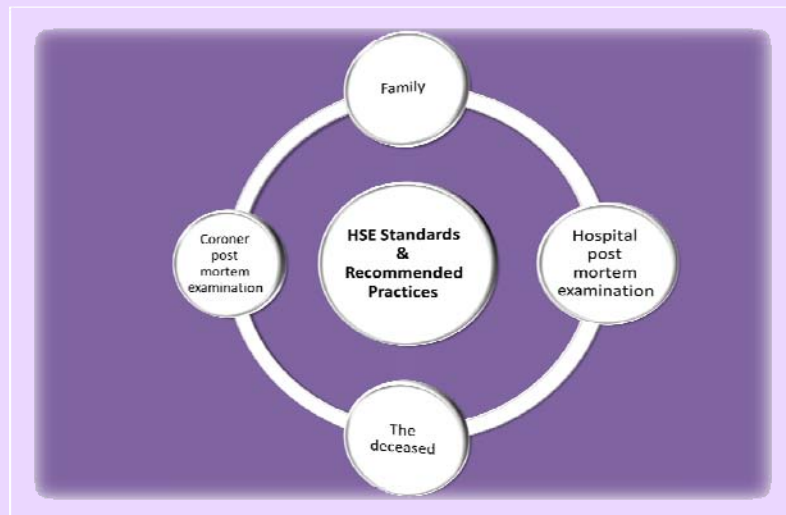 Family
Coroner
post
mortem
examination
HSE Standards
&
Recommended
Practices
Hospital
post
mortem
examination
The
deceased